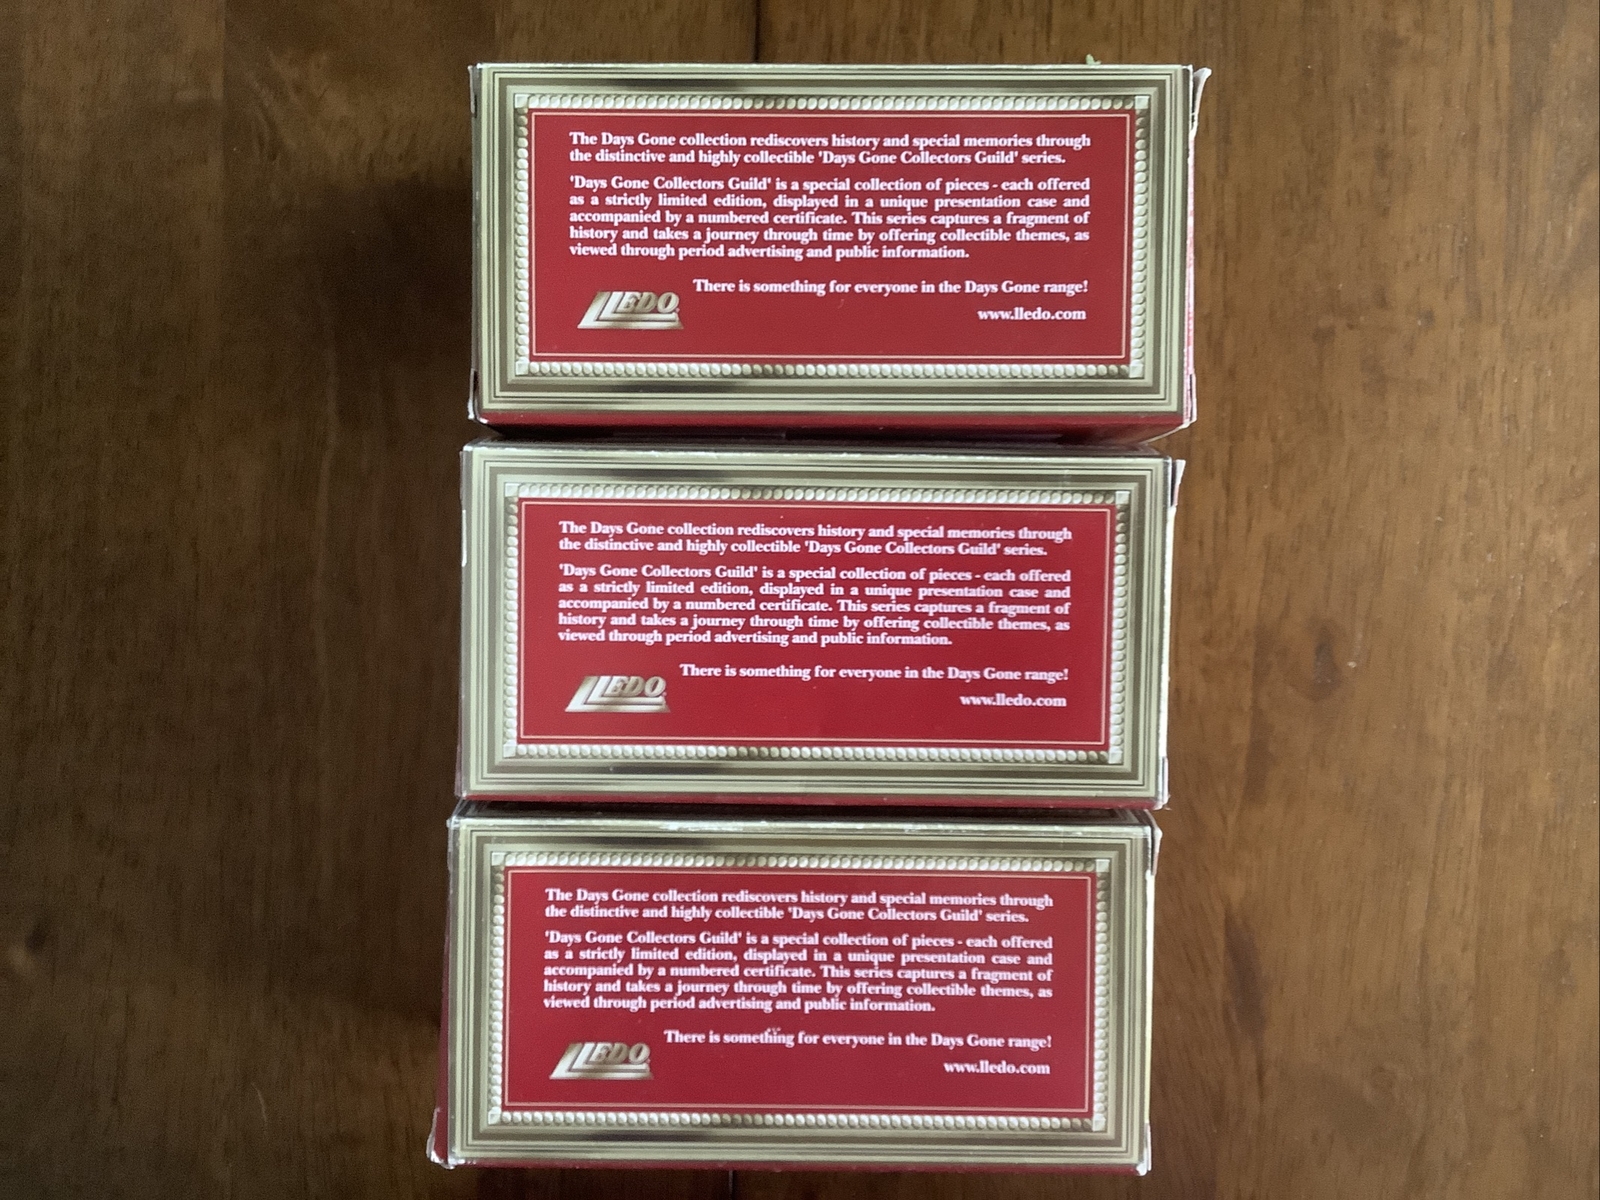 The Days Gone collection rediscovers history and special memories through
the distinctive and highly collectible 'Days Gone Collectors Guild' series.
'Days Gone Collectors Guild' is a special collection of pieces - each offered
as a strictly limited edition, displayed in a unique presentation case and
accompanied by a numbered certificate. This series captures a fragment of
history and takes a journey through time by offering collectible themes, as
viewed through period advertising and public information.
There is something for everyone in the Days Gone range!
LLEDO
www.lledo.com
The Days Gone collection rediscovers history and special memories through
the distinctive and highly collectible 'Days Gone Collectors Guild' series.
'Days Gone Collectors Guild' is a special collection of pieces - each offered
as a strictly limited edition, displayed in a unique presentation case and
accompanied by a numbered certificate. This series captures a fragment of
history and takes a journey through time by offering collectible themes, as
viewed through period advertising and public information.
There is something for everyone in the Days Gone range!
LLEDO
www.lledo.com
The Days Gone collection rediscovers history and special memories through
the distinctive and highly collectible 'Days Gone Collectors Guild' series.
'Days Gone Collectors Guild' is a special collection of pieces - each offered
as a strictly limited edition, displayed in a unique presentation case and
accompanied by a numbered certificate. This series captures a fragment of
history and takes a journey through time by offering collectible themes, as
viewed through period advertising and public information.
There is something for everyone in the Days Gone range!
LLEDO
www.lledo.com